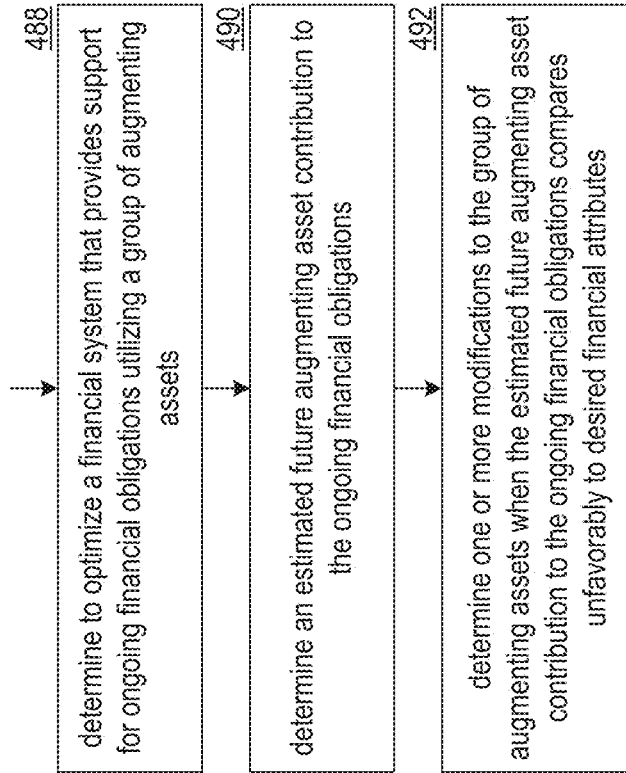 488
determine to optimize a financial system that provides support
for ongoing financial obligations utilizing a group of augmenting
assets
490
determine an estimated future augmenting asset contribution to
the ongoing financial obligations
492
determine one or more modifications to the group of
augmenting assets when the estimated future augmenting asset
contribution to the ongoing financial obligations compares
unfavorably to desired financial attributes